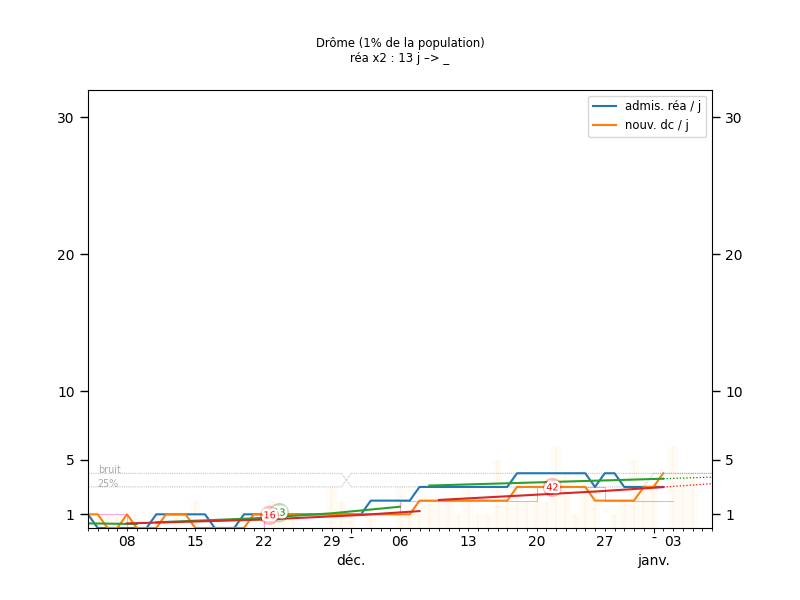 Drôme (1% de la population)
réa x2 : 13 j –> _
admis. réa / j
nouv. dc / j
30 30
20 20
10 10
5 5
1 1
bruit
25%
16
42
08 15 22 29 - 06 13 20 27 - 03
déc. janv.